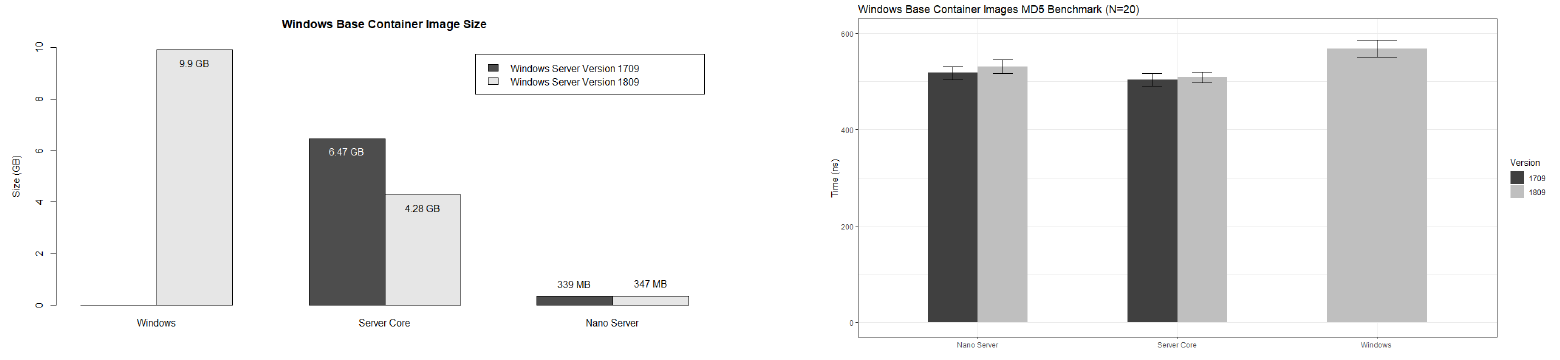 Windows Base Container Image Size
Size (GB)
10
8
6
4
2
0
9.9 GB
6.47 GB
4.28 GB
339 MB
347 MB
Windows Server Version 1709
Windows Server Version 1809
Windows
Server Core
Nano Server
Windows Base Container Images MD5 Benchmark (N=20)
Time (ns)
600
400
200
0
Nano Server
Server Core
Windows
Version
1709
1809